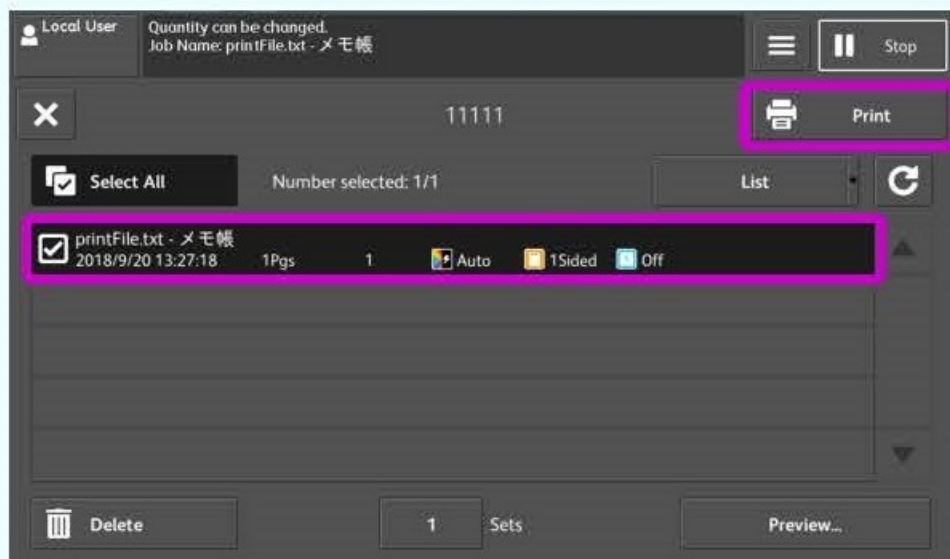 Local User
Quantity can be changed.
Job Name: printFile.txt - メモ帳
Stop
11111
Print
Select All
Number selected: 1/1
List
printFile.txt - メモ帳
2018/9/20 13:27:18 1Pgs 1 Auto 1Sided Off
Delete
1 Sets
Preview...